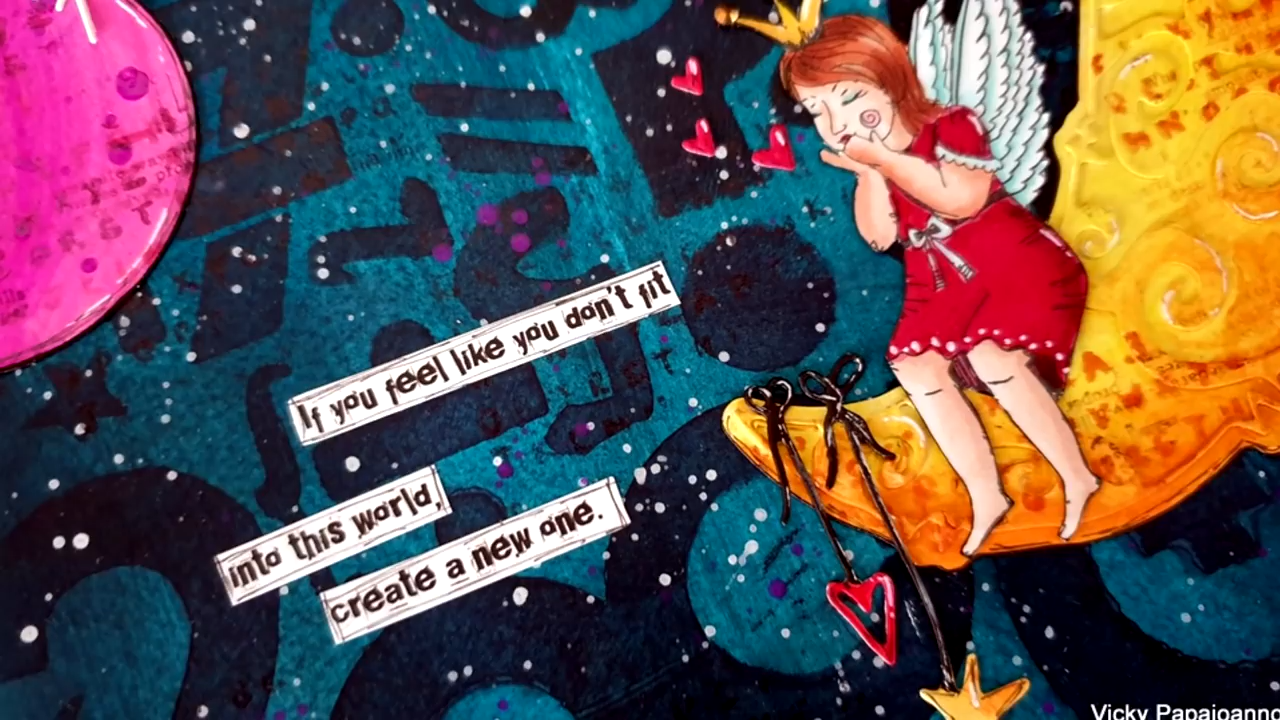 If you feel like you don't fit
into this world,
create a new one.
Vicky Papaioanno